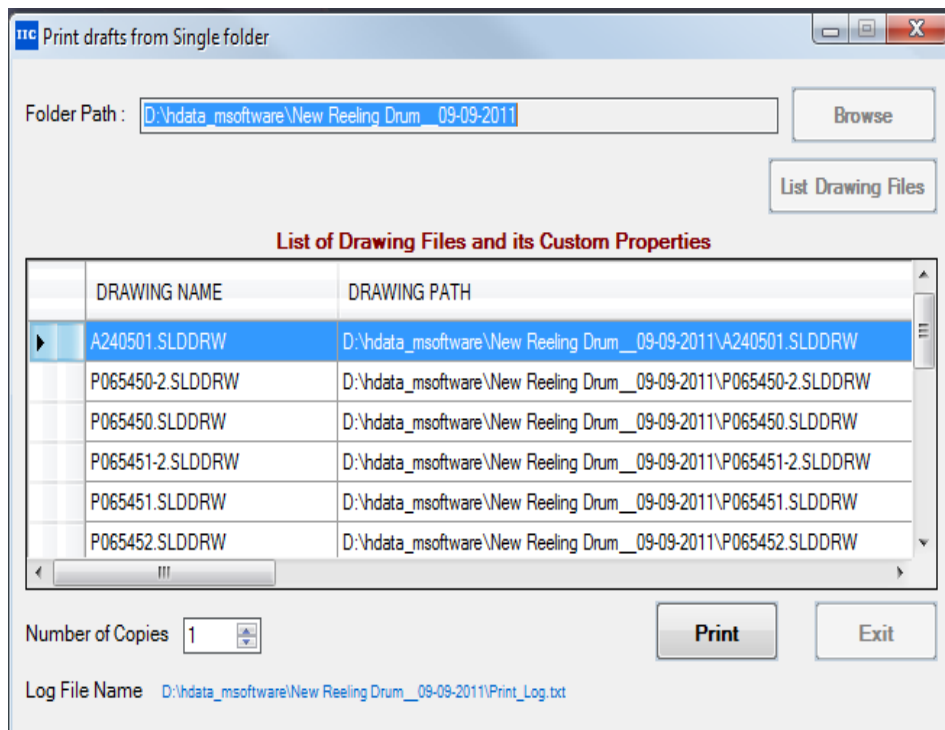 IIC Print drafts from Single folder
Folder Path : D:\hdata_msoftware\New Reeling Drum__09-09-2011 Browse
List Drawing Files
List of Drawing Files and its Custom Properties
DRAWING NAME DRAWING PATH
A240501.SLDDRW D:\hdata_msoftware\New Reeling Drum__09-09-2011\A240501.SLDDRW
P065450-2.SLDDRW D:\hdata_msoftware\New Reeling Drum__09-09-2011\P065450-2.SLDDRW
P065450.SLDDRW D:\hdata_msoftware\New Reeling Drum__09-09-2011\P065450.SLDDRW
P065451-2.SLDDRW D:\hdata_msoftware\New Reeling Drum__09-09-2011\P065451-2.SLDDRW
P065451.SLDDRW D:\hdata_msoftware\New Reeling Drum__09-09-2011\P065451.SLDDRW
P065452.SLDDRW D:\hdata_msoftware\New Reeling Drum__09-09-2011\P065452.SLDDRW
Number of Copies 1 Print Exit
Log File Name D:\hdata_msoftware\New Reeling Drum__09-09-2011\Print_Log.txt